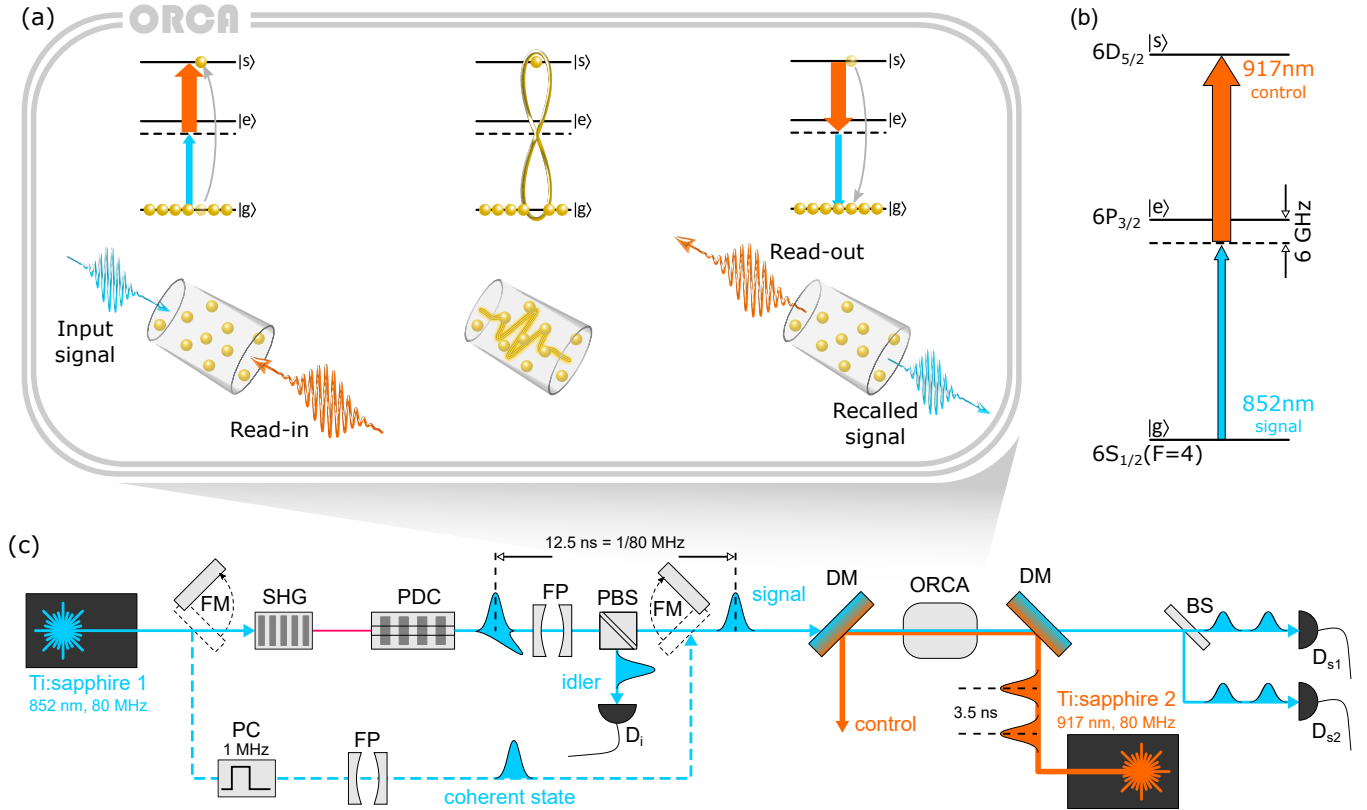 (a)
ORCA
|s⟩
|e⟩
|g⟩
|s⟩
|e⟩
|g⟩
|s⟩
|e⟩
|g⟩
Input
signal
Read-in
Read-out
Recalled
signal
(b)
6D5/2
|s⟩
917nm
control
6P3/2
|e⟩
6 GHz
852nm
signal
|g⟩
6S1/2(F=4)
(c)
12.5 ns = 1/80 MHz
FM
SHG
PDC
FP
PBS
FM
signal
DM
ORCA
DM
BS
Ds1
Ti:sapphire 1
852 nm, 80 MHz
idler
Di
PC
1 MHz
FP
coherent state
control
3.5 ns
Ti:sapphire 2
917 nm, 80 MHz
Ds2